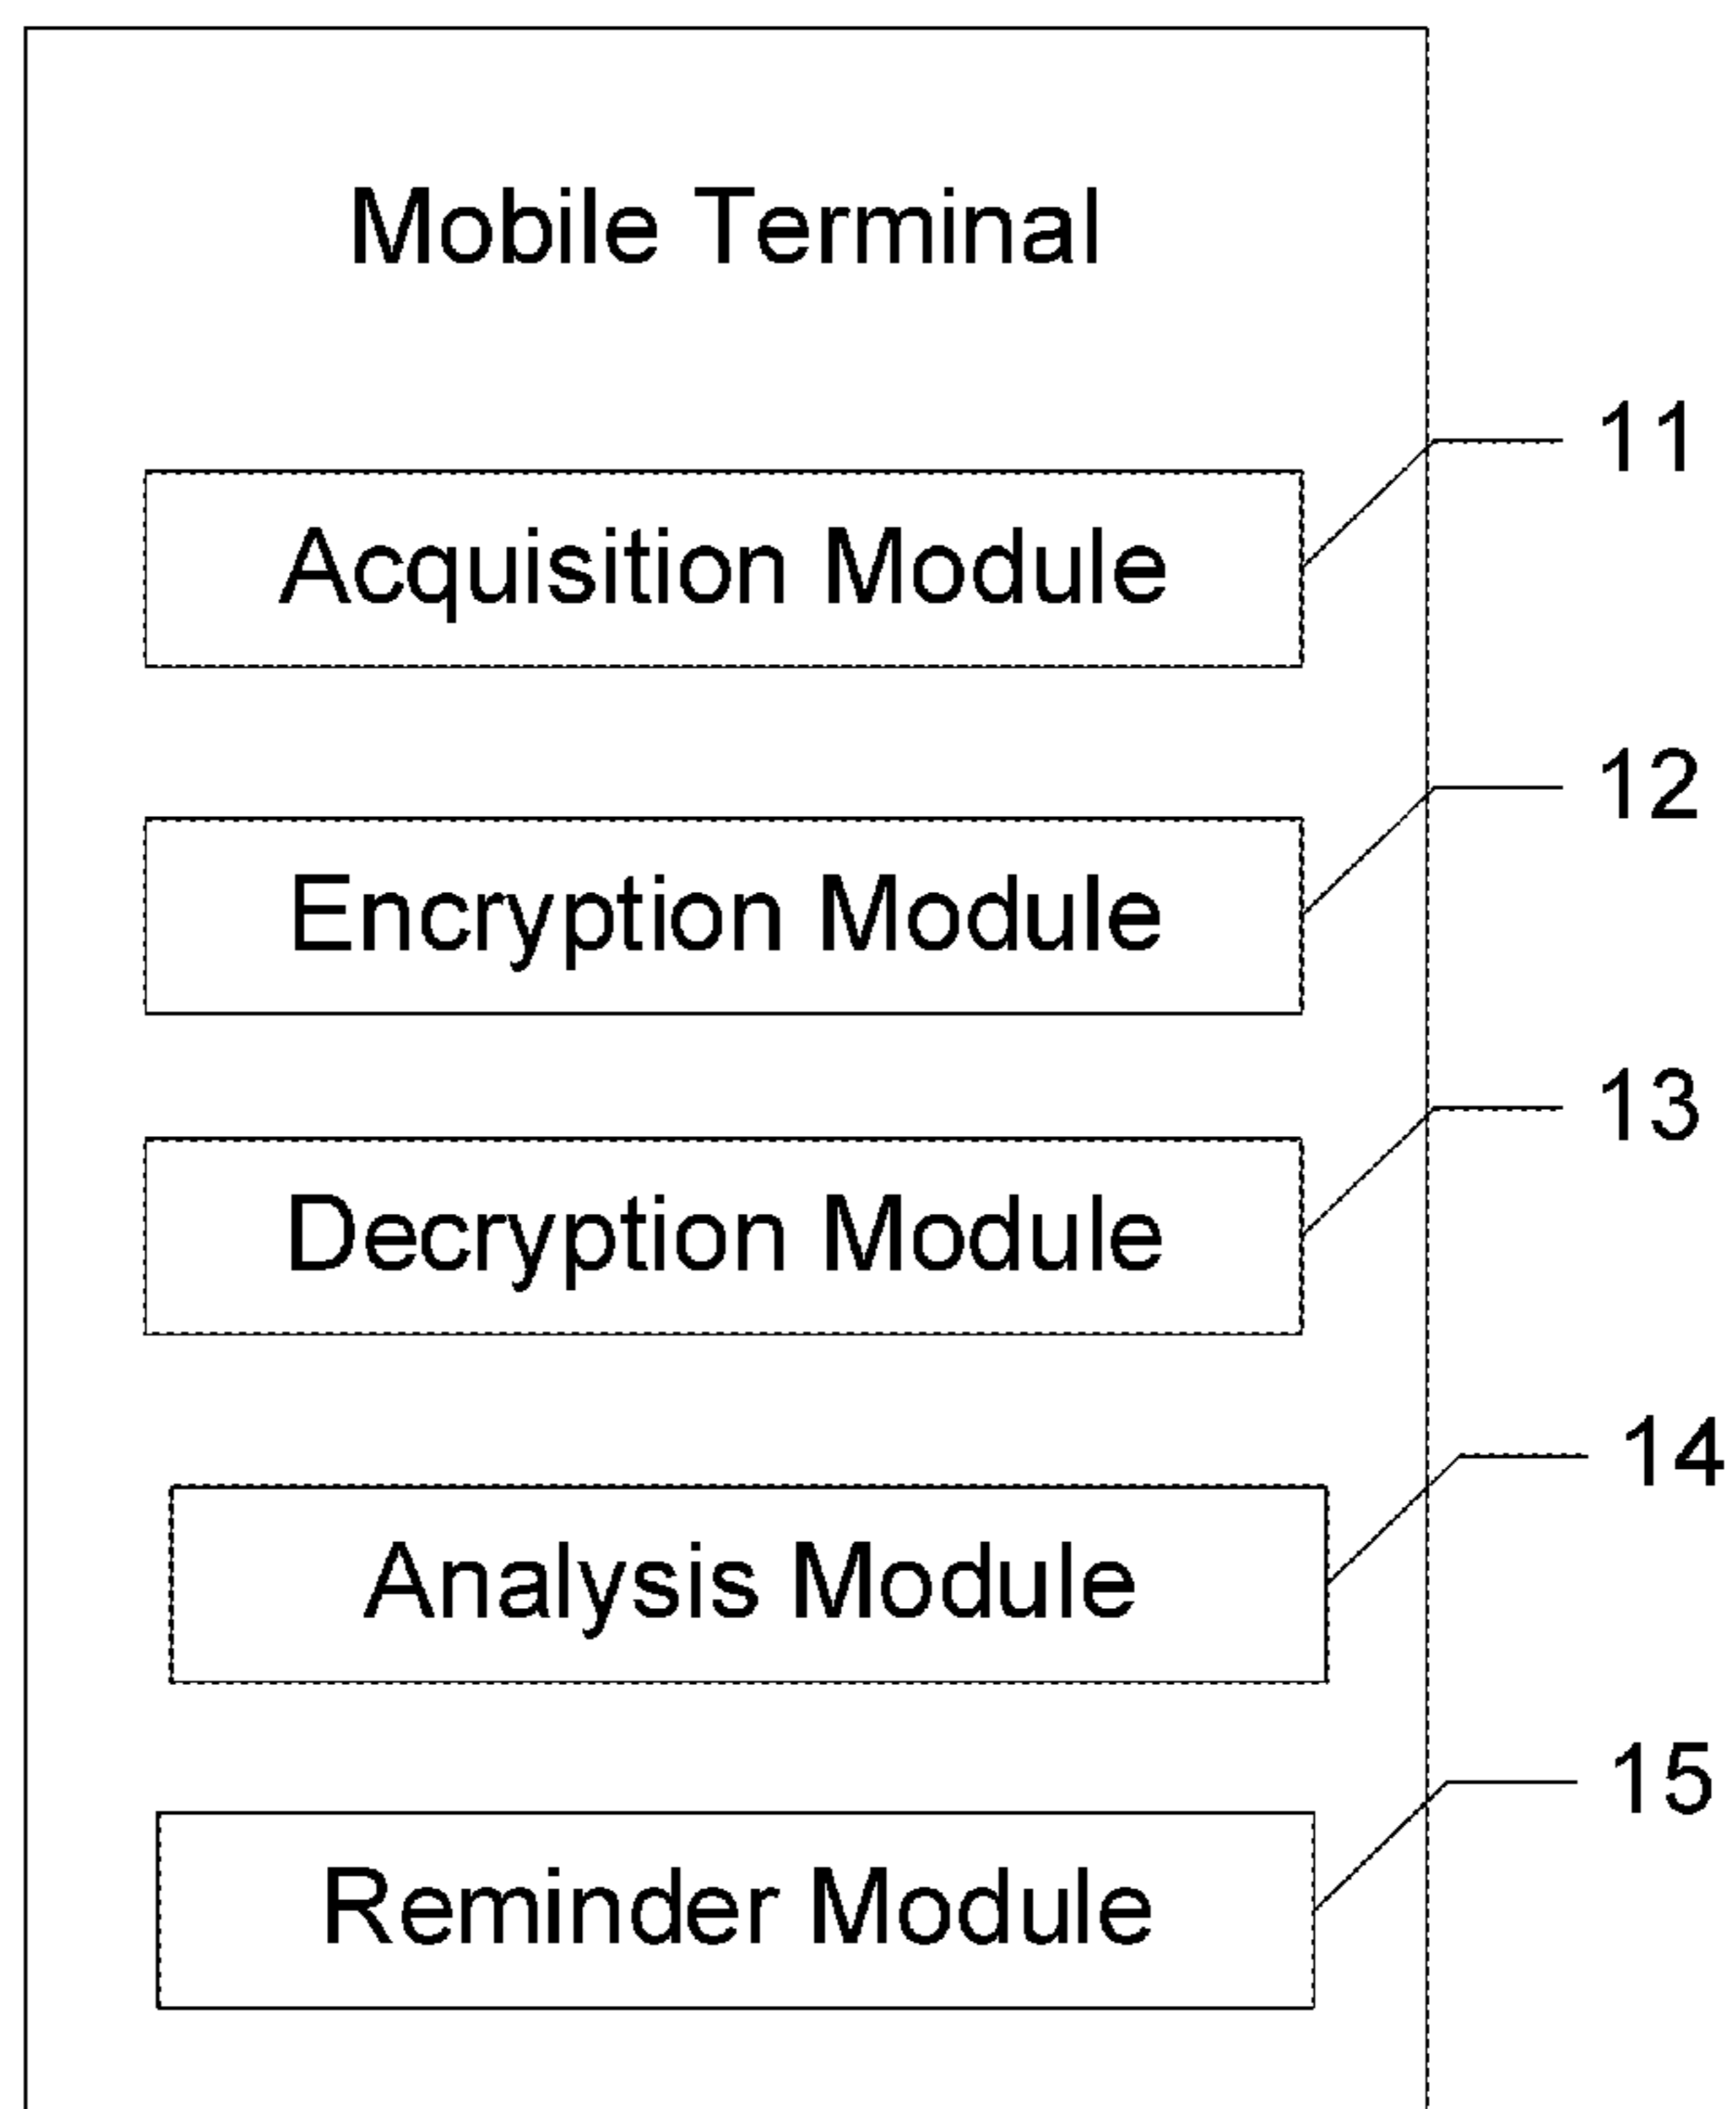 Mobile Terminal
11
Acquisition Module
12
Encryption Module
13
Decryption Module
14
Analysis Module
15
Reminder Module